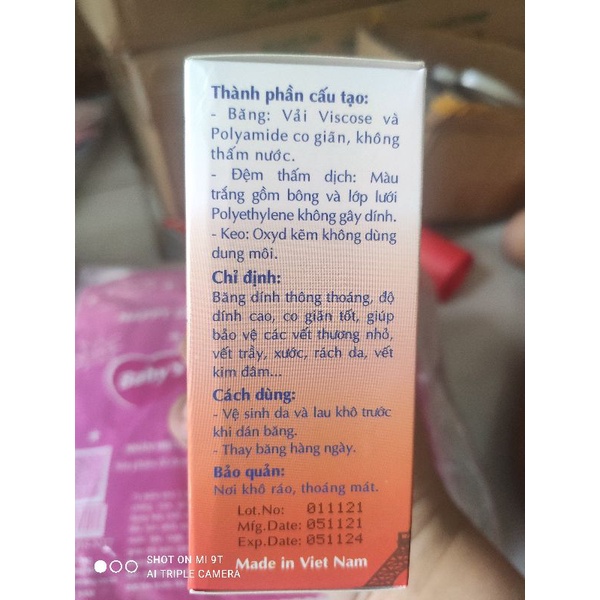 Thành phần cấu tạo:
- Băng: Vải Viscose và
Polyamide co giãn, không
thấm nước.
- Đệm thấm dịch: Màu
trắng gồm bông và lớp lưới
Polyethylene không gây dính.
- Keo: Oxyd kẽm không dùng
dung môi.
Chỉ định:
Băng dính thông thoáng, độ
dính cao, co giãn tốt, giúp
bảo vệ các vết thương nhỏ,
vết trầy, xước, rách da, vết
kim đâm...
Cách dùng:
- Vệ sinh da và lau khô trước
khi dán băng.
- Thay băng hàng ngày.
Bảo quản:
Nơi khô ráo, thoáng mát.
Lot.No: 011121
Mfg.Date: 051121
Exp.Date: 051124
Made in Viet Nam
Baby's
SHOT ON MI 9T
AI TRIPLE CAMERA